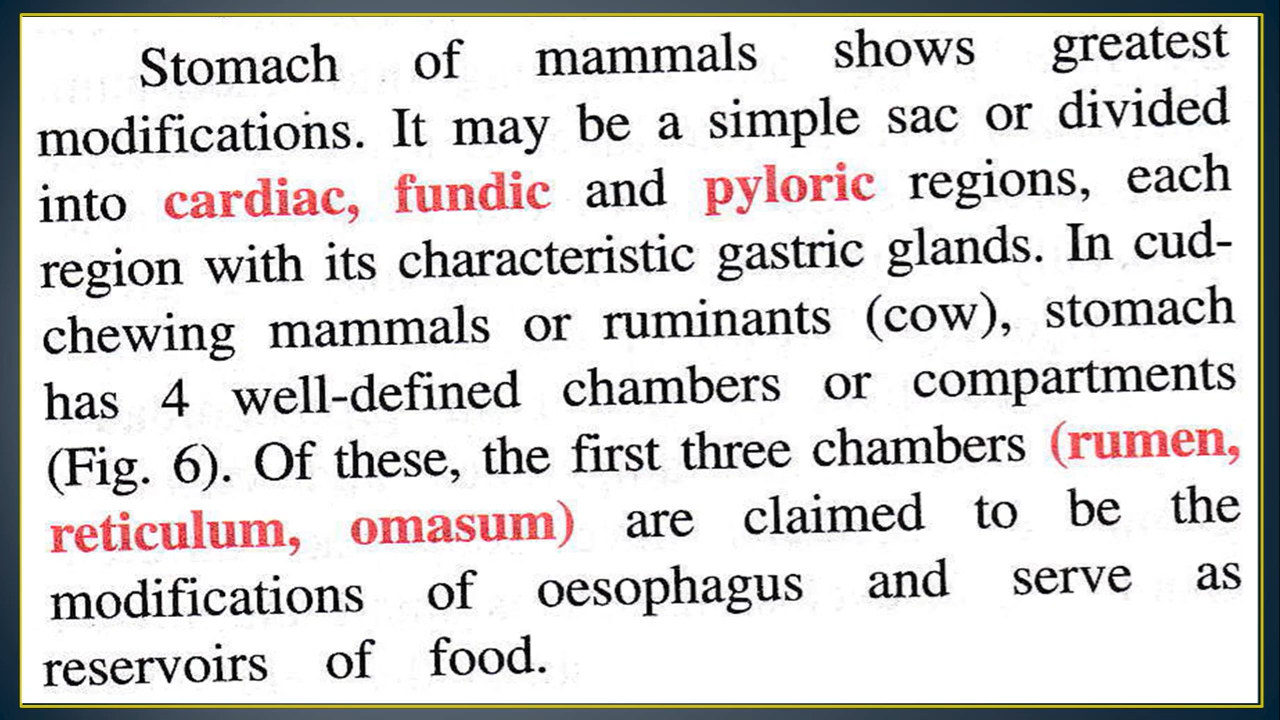 Stomach of mammals shows greatest
modifications. It may be a simple sac or divided
into cardiac, fundic and pyloric regions, each
region with its characteristic gastric glands. In cud-
chewing mammals or ruminants (cow), stomach
has 4 well-defined chambers or compartments
(Fig. 6). Of these, the first three chambers (rumen,
reticulum, omasum) are claimed to be the
modifications of oesophagus and serve as
reservoirs of food.